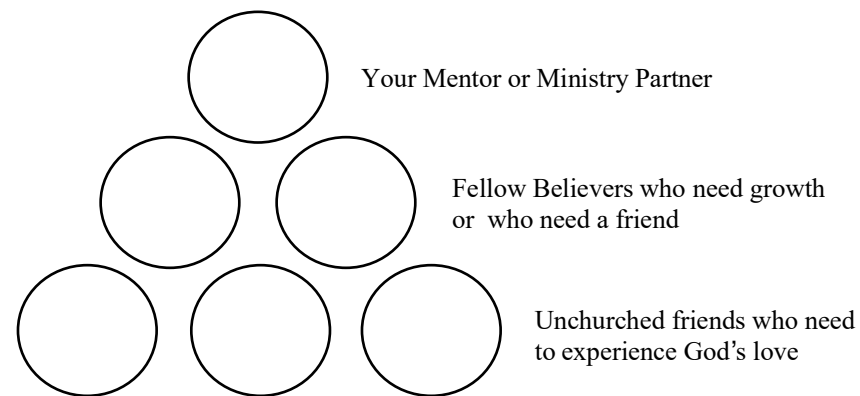 Your Mentor or Ministry Partner
Fellow Believers who need growth
or  who need a friend
Unchurched friends who need
to experience God’s love